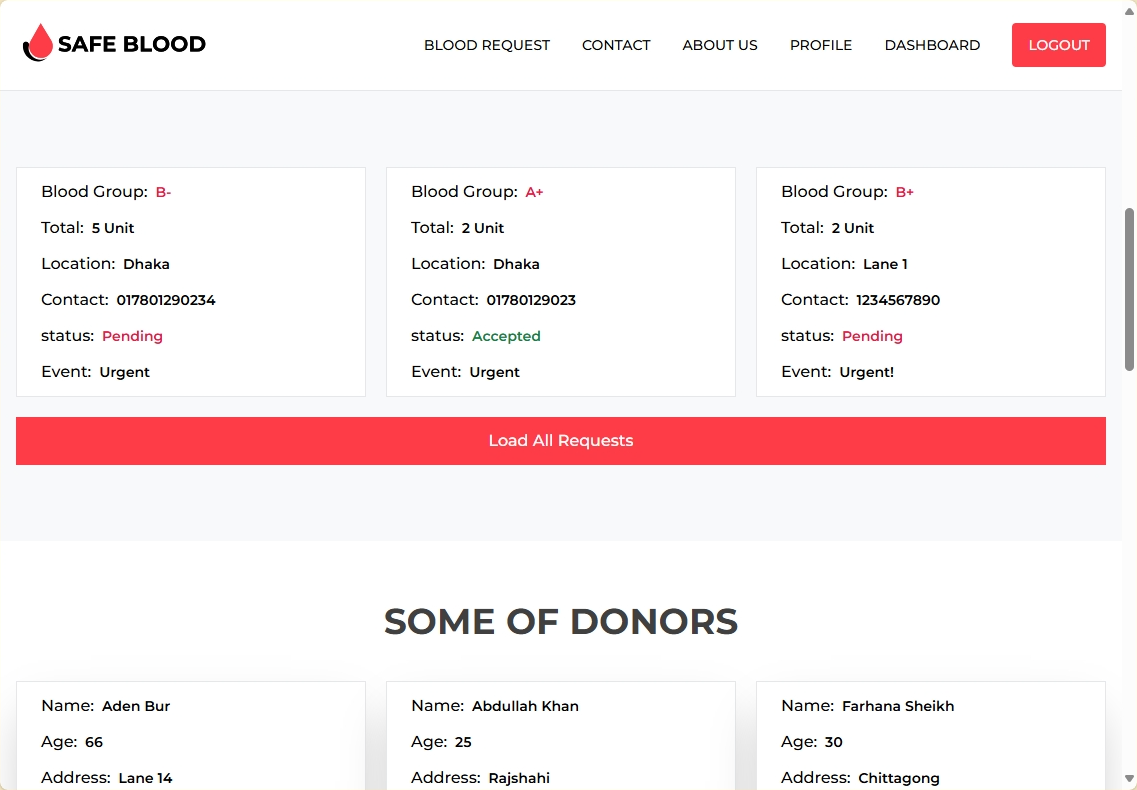 SAFE BLOOD
BLOOD REQUEST CONTACT ABOUT US PROFILE DASHBOARD LOGOUT
Blood Group: B-
Total: 5 Unit
Location: Dhaka
Contact: 017801290234
status: Pending
Event: Urgent
Blood Group: A+
Total: 2 Unit
Location: Dhaka
Contact: 01780129023
status: Accepted
Event: Urgent
Blood Group: B+
Total: 2 Unit
Location: Lane 1
Contact: 1234567890
status: Pending
Event: Urgent!
Load All Requests
SOME OF DONORS
Name: Aden Bur
Age: 66
Address: Lane 14
Name: Abdullah Khan
Age: 25
Address: Rajshahi
Name: Farhana Sheikh
Age: 30
Address: Chittagong